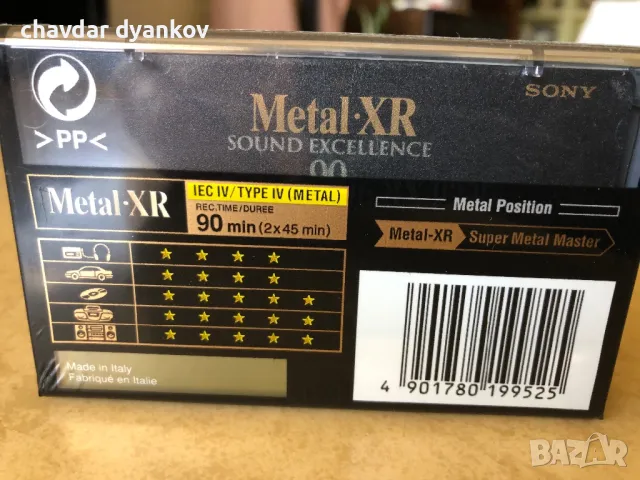 chavdar dyankov
SONY
Metal·XR
SOUND EXCELLENCE
90
>PP<
Metal·XR
IEC IV/TYPE IV (METAL)
REC.TIME/DUREE
90 min (2x45 min)
Metal Position
Metal-XR Super Metal Master
Made in Italy
Fabriqué en Italie
4 901780 199525
BAZAR